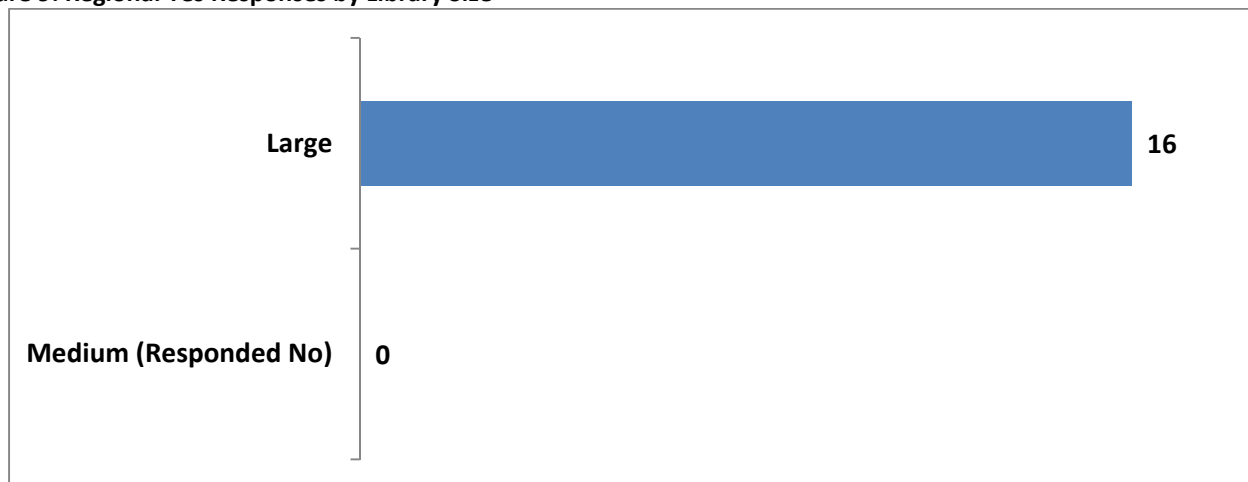 Regional Yes Responses by Library Size
Large
16
Medium (Responded No)
0